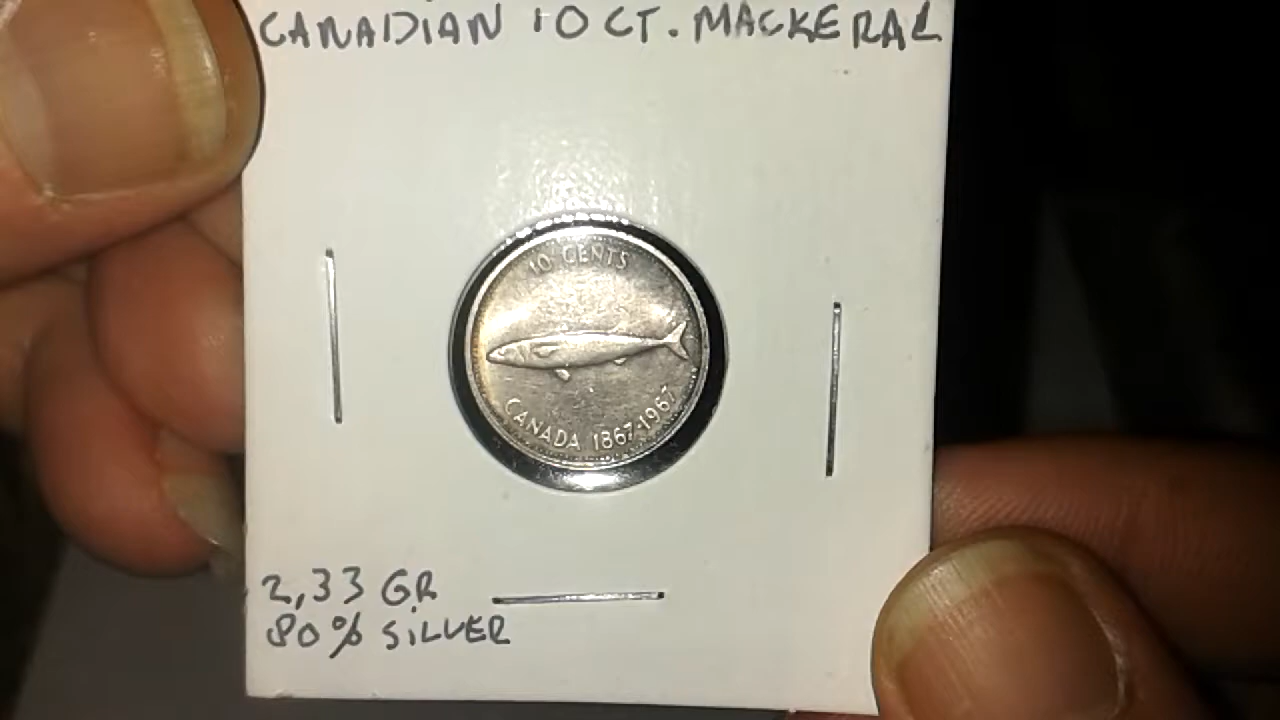 CANADIAN 10 CT. MACKERAL
10 CENTS
CANADA 1867-1967
2,33 GR
80% SILVER